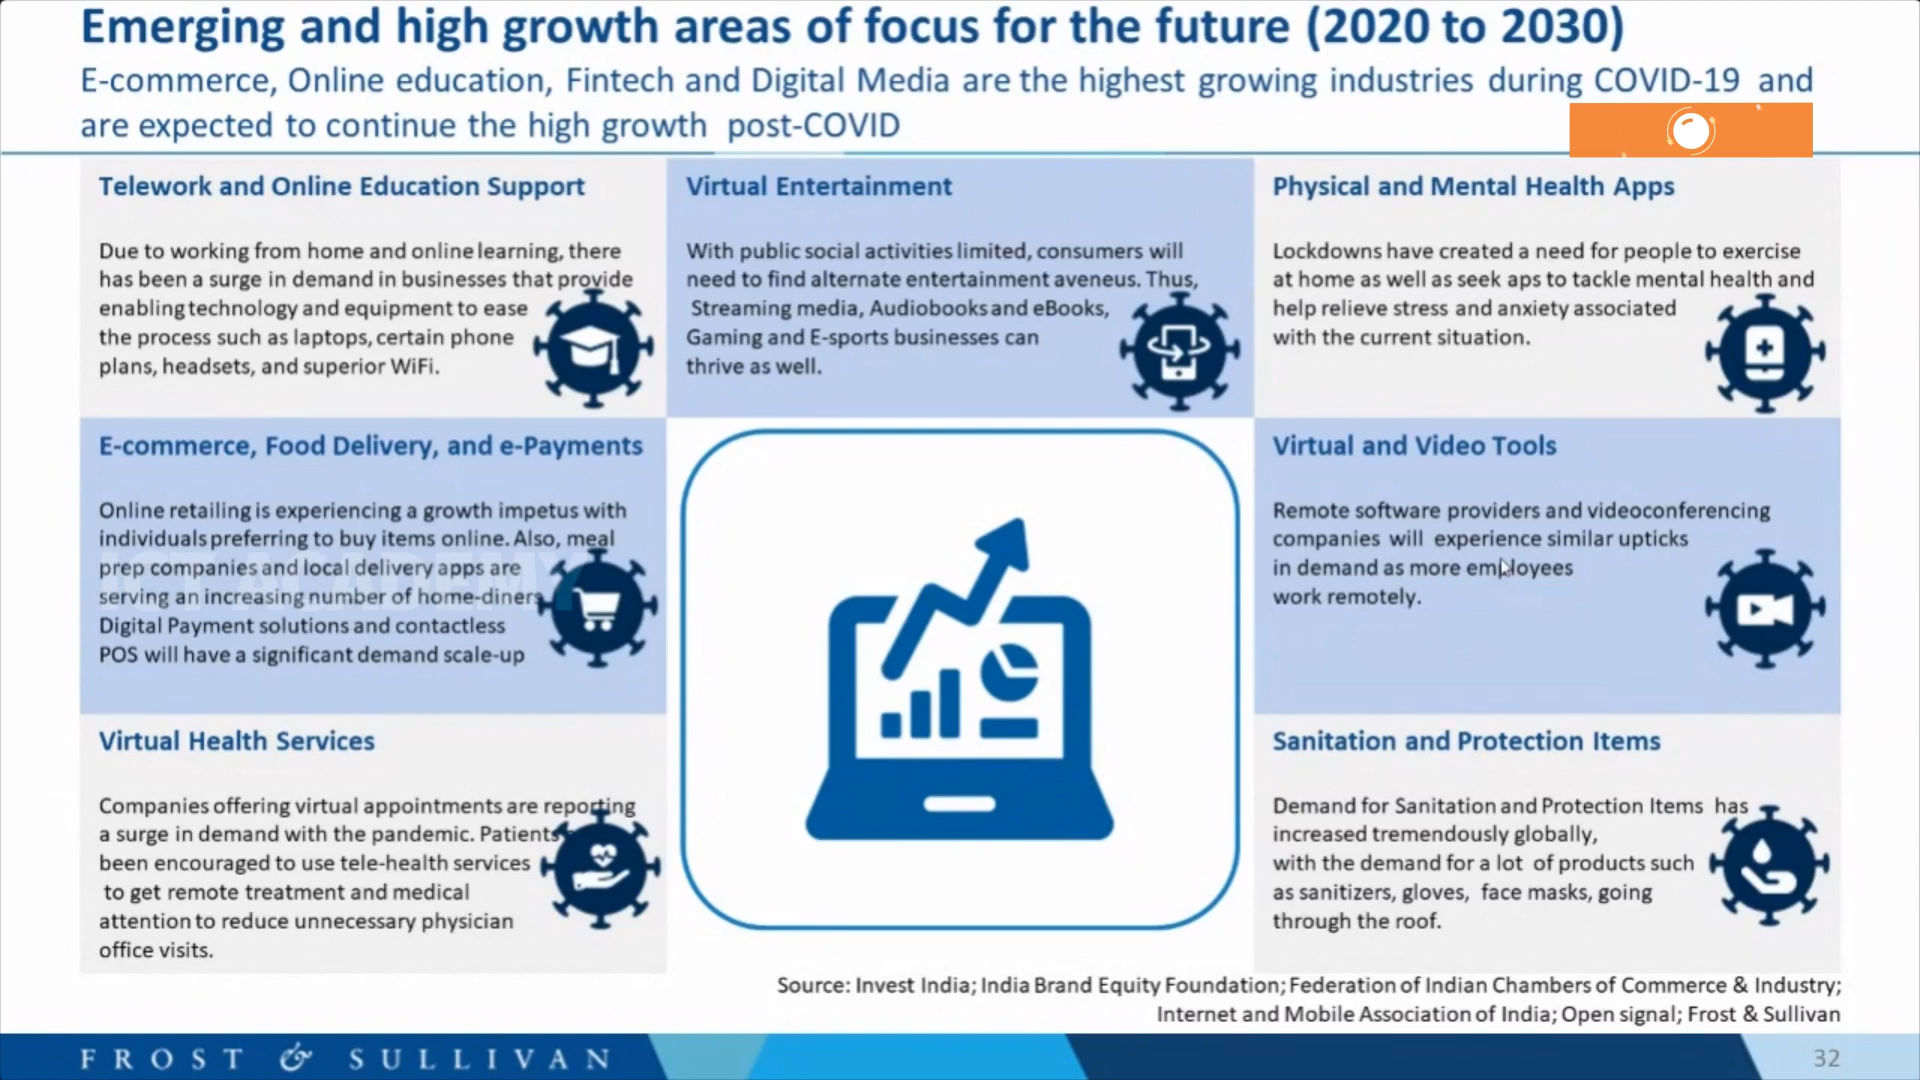 Emerging and high growth areas of focus for the future (2020 to 2030)
E-commerce, Online education, Fintech and Digital Media are the highest growing industries during COVID-19 and
are expected to continue the high growth post-COVID
Telework and Online Education Support
Due to working from home and online learning, there
has been a surge in demand in businesses that provide
enabling technology and equipment to ease
the process such as laptops, certain phone
plans, headsets, and superior WiFi.
Virtual Entertainment
With public social activities limited, consumers will
need to find alternate entertainment aveneus. Thus,
Streaming media, Audiobooks and eBooks,
Gaming and E-sports businesses can
thrive as well.
Physical and Mental Health Apps
Lockdowns have created a need for people to exercise
at home as well as seek aps to tackle mental health and
help relieve stress and anxiety associated
with the current situation.
E-commerce, Food Delivery, and e-Payments
Online retailing is experiencing a growth impetus with
individuals preferring to buy items online. Also, meal
prep companies and local delivery apps are
serving an increasing number of home-diners
Digital Payment solutions and contactless
POS will have a significant demand scale-up
ICT ACADEMY
Virtual and Video Tools
Remote software providers and videoconferencing
companies will experience similar upticks
in demand as more employees
work remotely.
Virtual Health Services
Companies offering virtual appointments are reporting
a surge in demand with the pandemic. Patients
been encouraged to use tele-health services
to get remote treatment and medical
attention to reduce unnecessary physician
office visits.
Sanitation and Protection Items
Demand for Sanitation and Protection Items has
increased tremendously globally,
with the demand for a lot of products such
as sanitizers, gloves, face masks, going
through the roof.
Source: Invest India; India Brand Equity Foundation; Federation of Indian Chambers of Commerce & Industry;
Internet and Mobile Association of India; Open signal; Frost & Sullivan
FROST & SULLIVAN
32